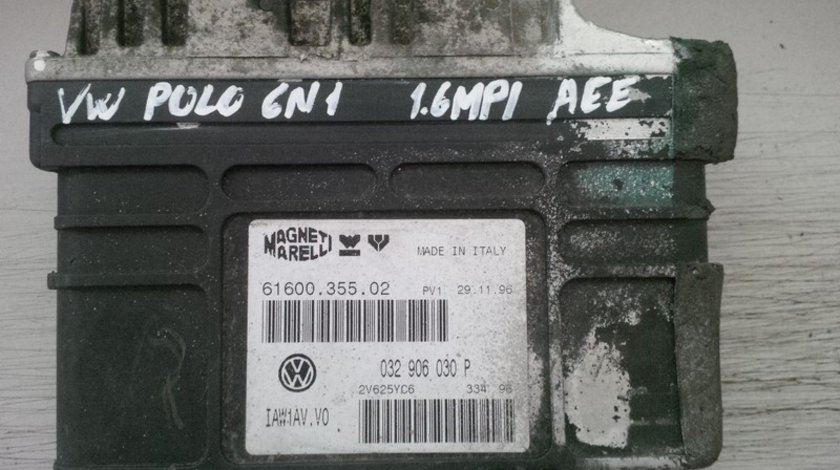 VW POLO 6N1 1.6MPI AEE
MAGNETI MARELLI MADE IN ITALY
61600.355.02 PV1 29.11.96
032 906 030 P
2V625YC6 334 96
IAW1AV.V0